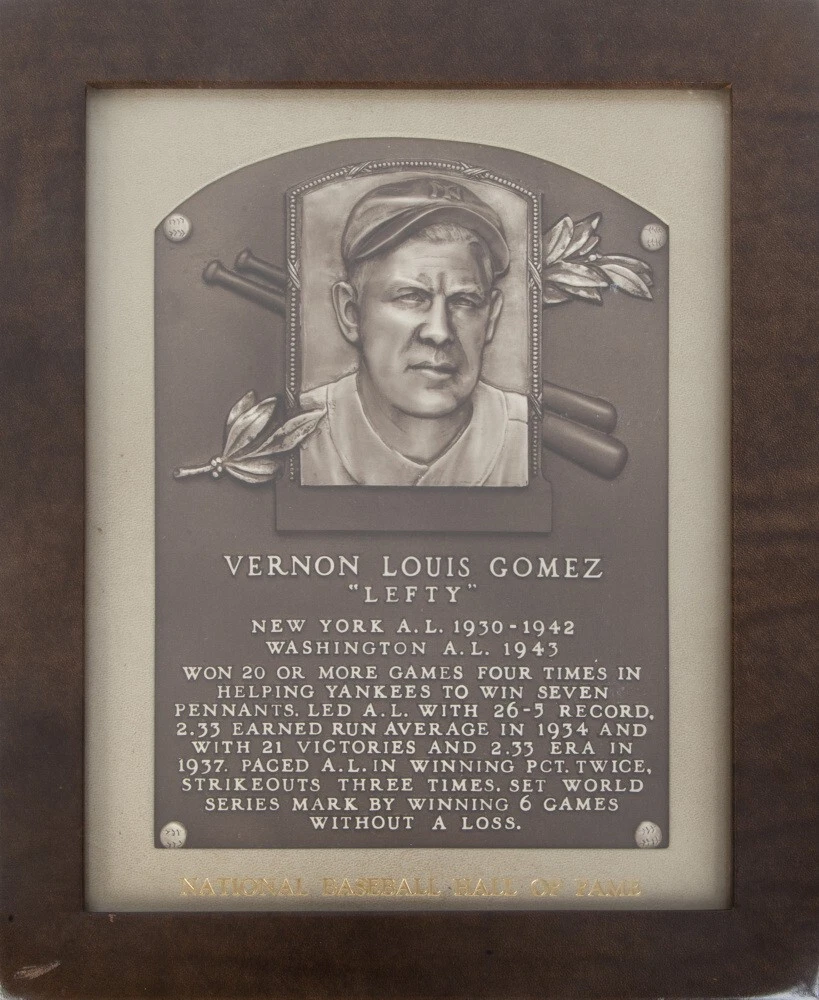 VERNON LOUIS GOMEZ
"LEFTY"
NEW YORK A.L. 1930-1942
WASHINGTON A.L. 1943
WON 20 OR MORE GAMES FOUR TIMES IN
HELPING YANKEES TO WIN SEVEN
PENNANTS. LED A.L. WITH 26-5 RECORD,
2.33 EARNED RUN AVERAGE IN 1934 AND
WITH 21 VICTORIES AND 2.33 ERA IN
1937. PACED A.L. IN WINNING PCT. TWICE,
STRIKEOUTS THREE TIMES. SET WORLD
SERIES MARK BY WINNING 6 GAMES
WITHOUT A LOSS.
NATIONAL BASEBALL HALL OF FAME